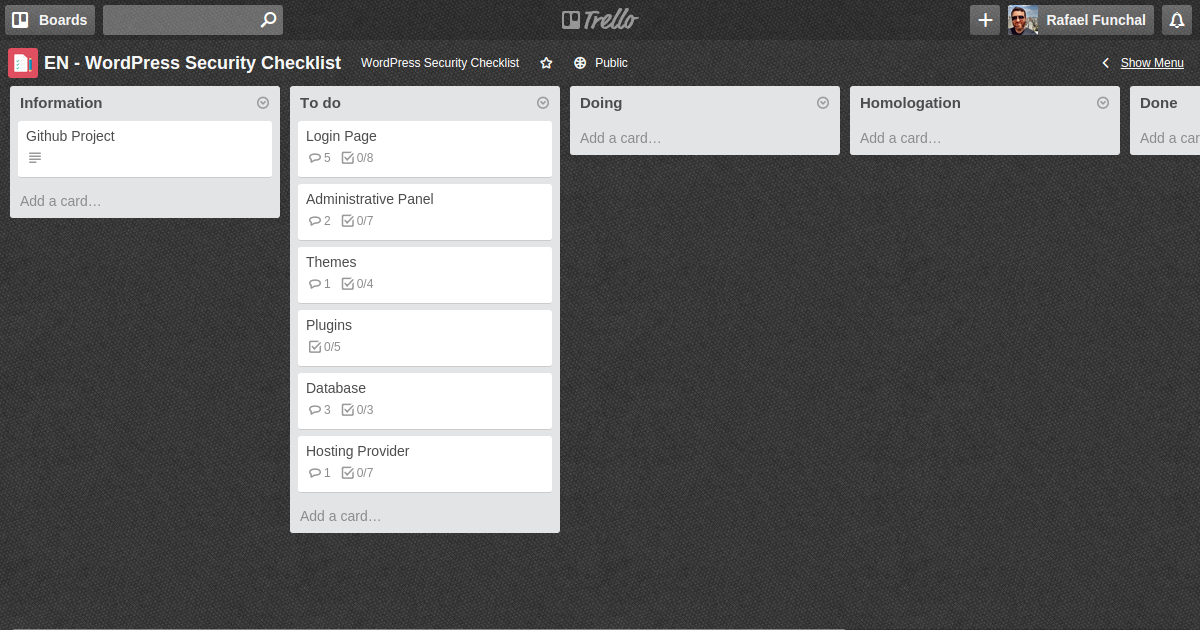 Boards
Trello
Rafael Funchal
EN - WordPress Security Checklist
WordPress Security Checklist
Public
Show Menu
Information
Github Project
Add a card…
To do
Login Page
5 0/8
Administrative Panel
2 0/7
Themes
1 0/4
Plugins
0/5
Database
3 0/3
Hosting Provider
1 0/7
Add a card…
Doing
Add a card…
Homologation
Add a card…
Done
Add a car